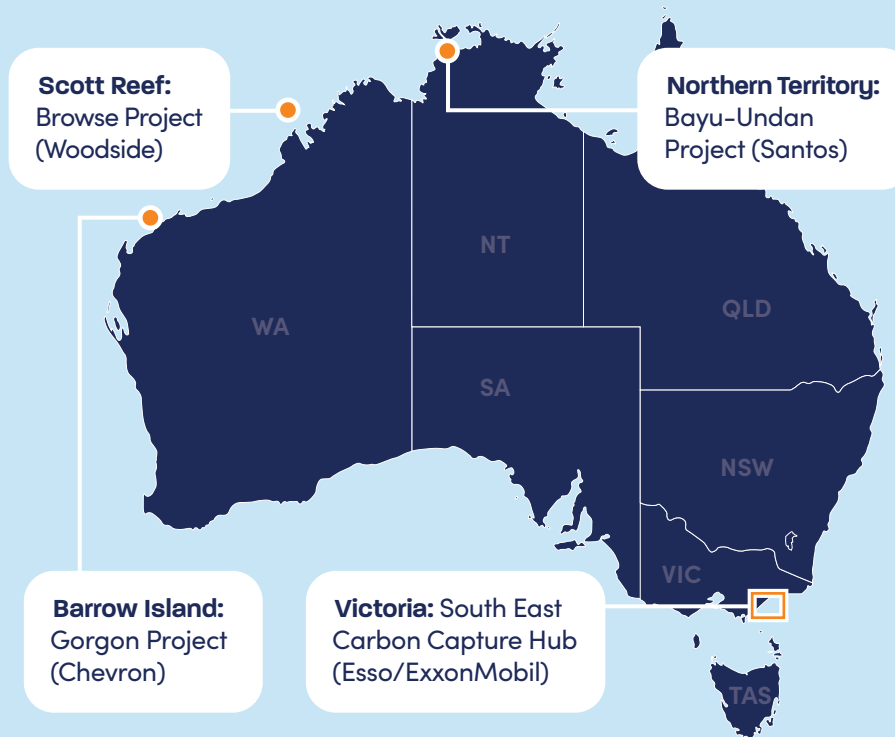 Scott Reef:
Browse Project
(Woodside)
Northern Territory:
Bayu-Undan
Project (Santos)
NT
QLD
WA
SA
NSW
VIC
Barrow Island:
Gorgon Project
(Chevron)
Victoria: South East
Carbon Capture Hub
(Esso/ExxonMobil)
TAS